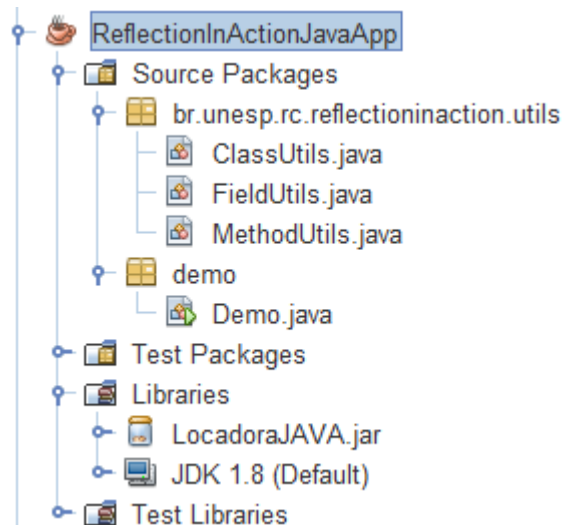 ReflectionInActionJavaApp
Source Packages
br.unesp.rc.reflectioninaction.utils
ClassUtils.java
FieldUtils.java
MethodUtils.java
demo
Demo.java
Test Packages
Libraries
LocadoraJAVA.jar
JDK 1.8 (Default)
Test Libraries